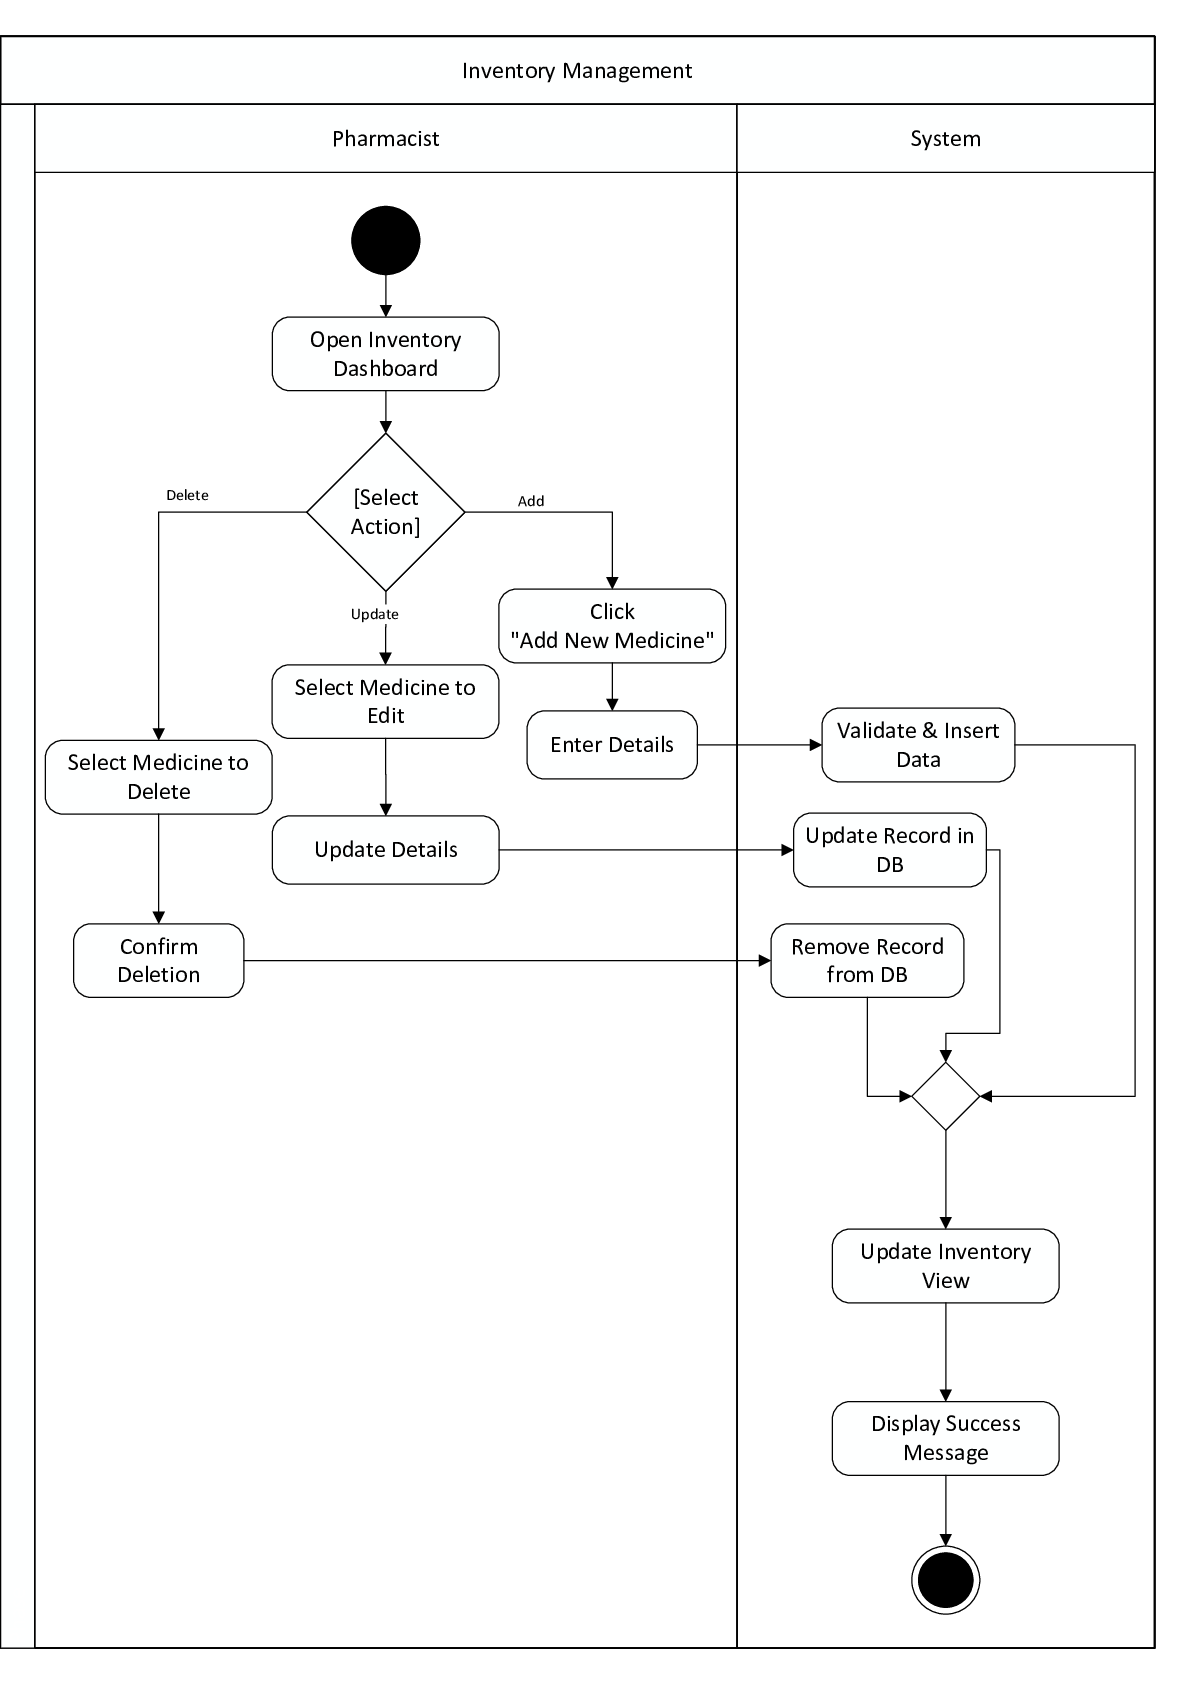 Inventory Management
Pharmacist
System
Open Inventory
Dashboard
[Select
Action]
Delete
Add
Update
Click
"Add New Medicine"
Select Medicine to
Edit
Enter Details
Validate & Insert
Data
Select Medicine to
Delete
Update Details
Update Record in
DB
Confirm
Deletion
Remove Record
from DB
Update Inventory
View
Display Success
Message